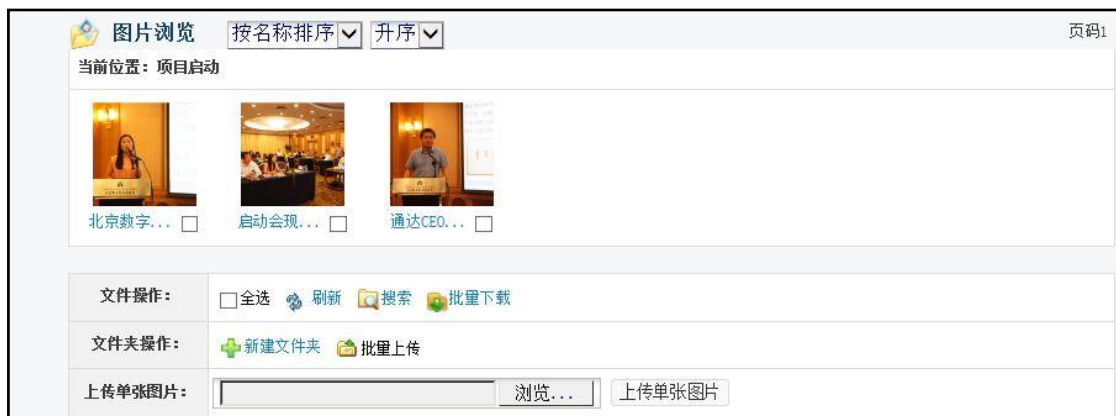 图片浏览 按名称排序 升序 页码1
当前位置：项目启动
北京数字... 启动会现... 通达CEO...
文件操作： 全选 刷新 搜索 批量下载
文件夹操作： 新建文件夹 批量上传
上传单张图片： 浏览... 上传单张图片